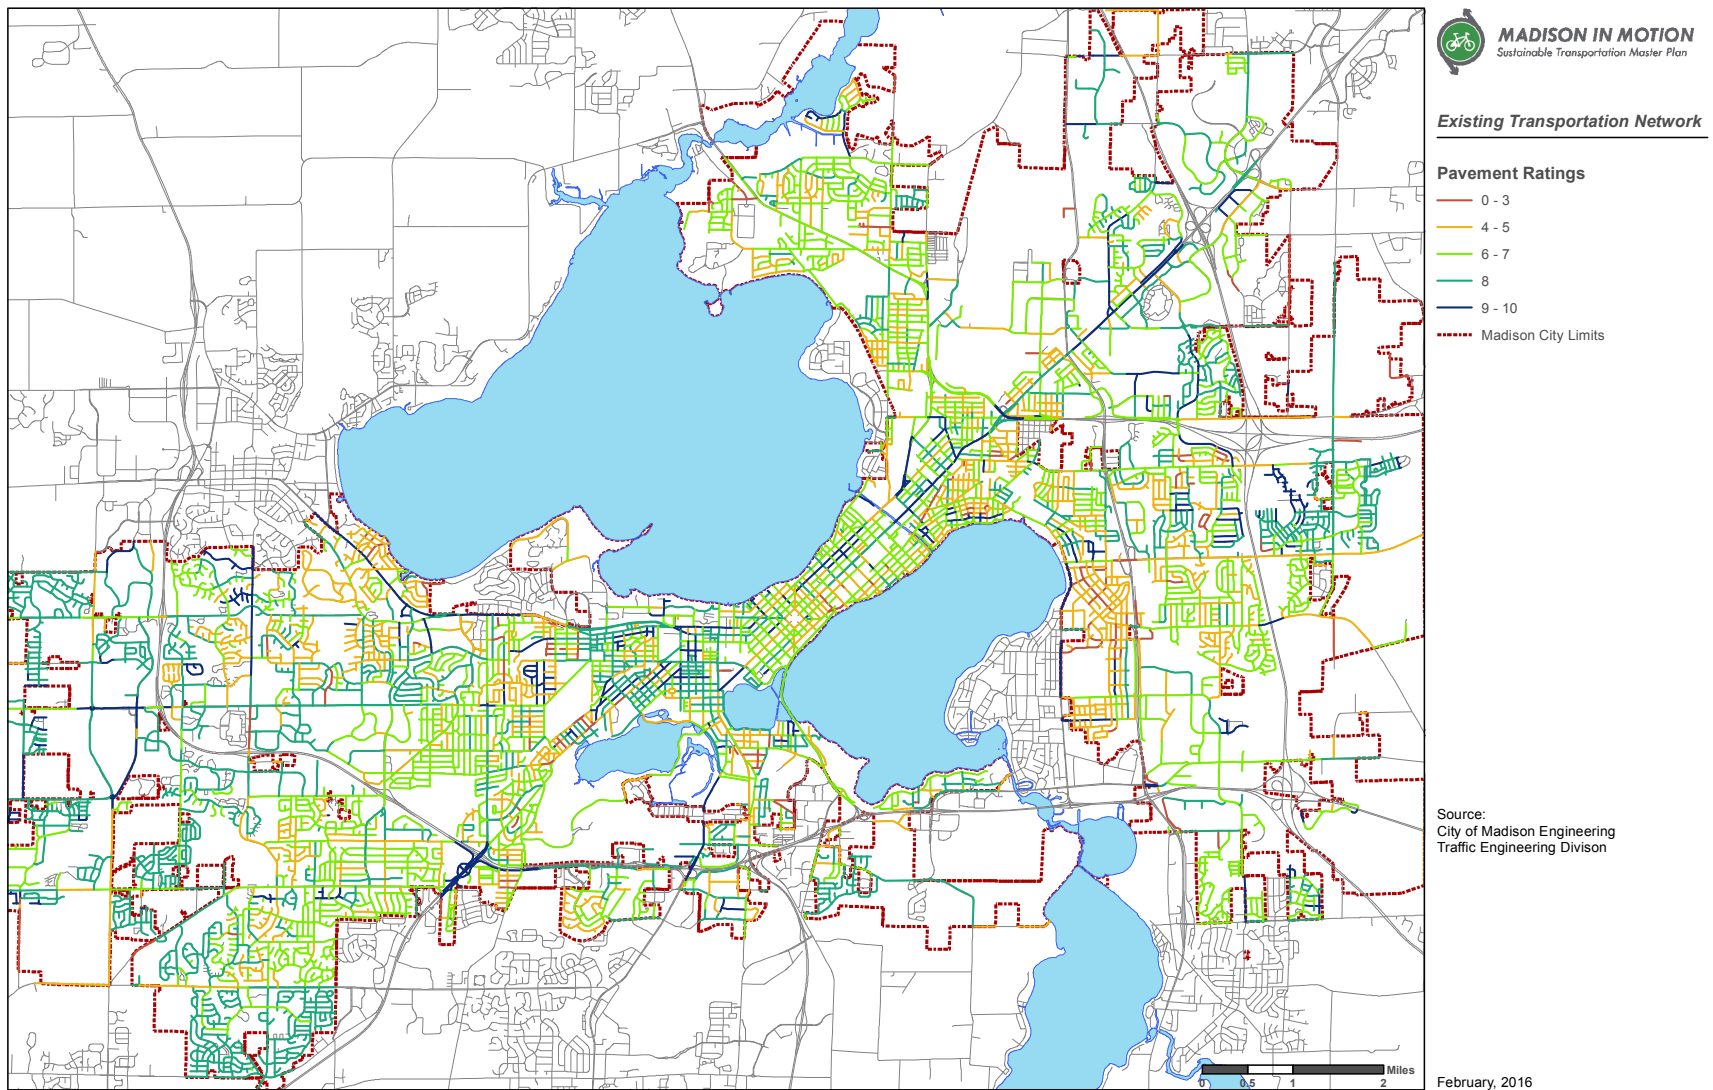 MADISON IN MOTION
Sustainable Transportation Master Plan
Existing Transportation Network
Pavement Ratings
0 - 3
4 - 5
6 - 7
8
9 - 10
Madison City Limits
Source:
City of Madison Engineering
Traffic Engineering Divison
Miles
0 0.5 1 2
February, 2016